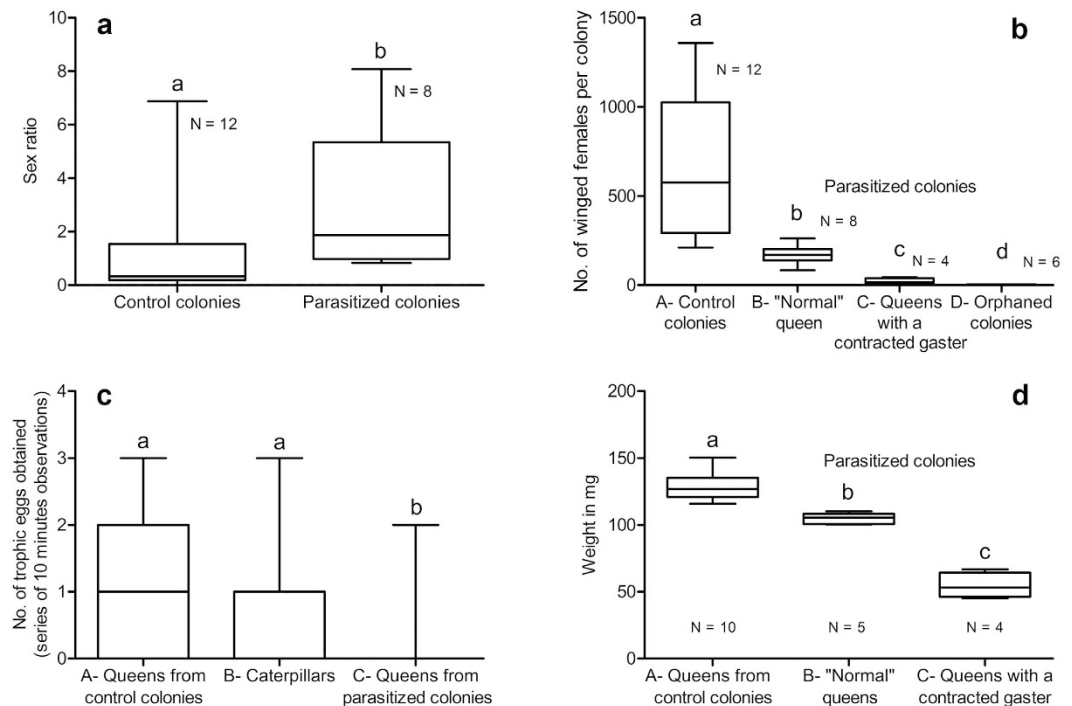 a
10
8
6
4
2
0
Sex ratio
a
N = 12
b
N = 8
Control colonies
Parasitized colonies
b
1500
1000
500
0
No. of winged females per colony
a
N = 12
Parasitized colonies
b
N = 8
c
N = 4
d
N = 6
A- Control
colonies
B- "Normal"
queen
C- Queens
with a
contracted gaster
D- Orphaned
colonies
c
4
3
2
1
0
No. of trophic eggs obtained
(series of 10 minutes observations)
a
a
b
A- Queens from
control colonies
B- Caterpillars
C- Queens from
parasitized colonies
d
200
150
100
50
0
Weight in mg
a
Parasitized colonies
b
c
N = 10
N = 5
N = 4
A- Queens from
control colonies
B- "Normal"
queens
C- Queens with a
contracted gaster